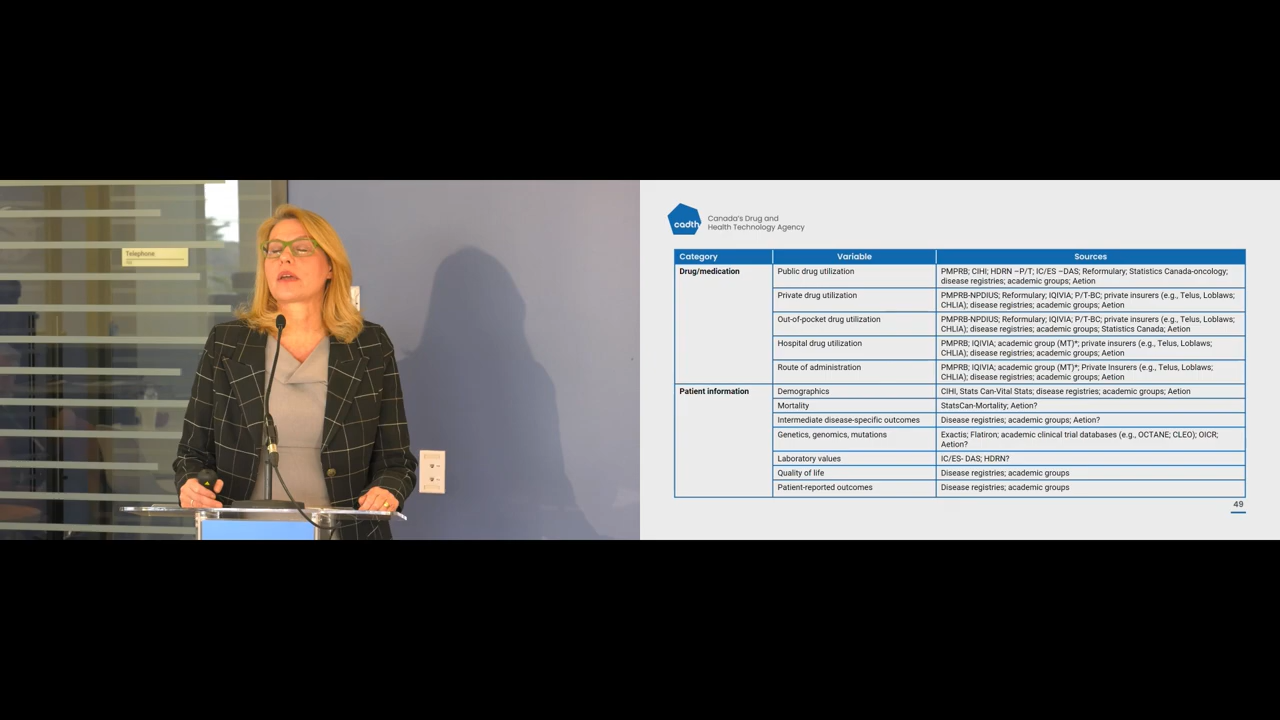 Telephone
cadth
Canada's Drug and
Health Technology Agency
Category Variable Sources
Drug/medication Public drug utilization PMPRB; CIHI; HDRN –P/T; IC/ES –DAS; Reformulary; Statistics Canada-oncology;
disease registries; academic groups; Aetion
Private drug utilization PMPRB-NPDIUS; Reformulary; IQIVIA; P/T-BC; private insurers (e.g., Telus, Loblaws;
CHLIA); disease registries; academic groups; Aetion
Out-of-pocket drug utilization PMPRB-NPDIUS; Reformulary; IQIVIA; P/T-BC; private insurers (e.g., Telus, Loblaws;
CHLIA); disease registries; academic groups; Statistics Canada; Aetion
Hospital drug utilization PMPRB; IQIVIA; academic group (MT)*; private insurers (e.g., Telus, Loblaws;
CHLIA); disease registries; academic groups; Aetion
Route of administration PMPRB; IQIVIA; academic group (MT)*; Private Insurers (e.g., Telus, Loblaws;
CHLIA); disease registries; academic groups; Aetion
Patient information Demographics CIHI, Stats Can-Vital Stats; disease registries; academic groups; Aetion
Mortality StatsCan-Mortality; Aetion?
Intermediate disease-specific outcomes Disease registries; academic groups; Aetion?
Genetics, genomics, mutations Exactis; Flatiron; academic clinical trial databases (e.g., OCTANE; CLEO); OICR;
Aetion?
Laboratory values IC/ES- DAS; HDRN?
Quality of life Disease registries; academic groups
Patient-reported outcomes Disease registries; academic groups
49